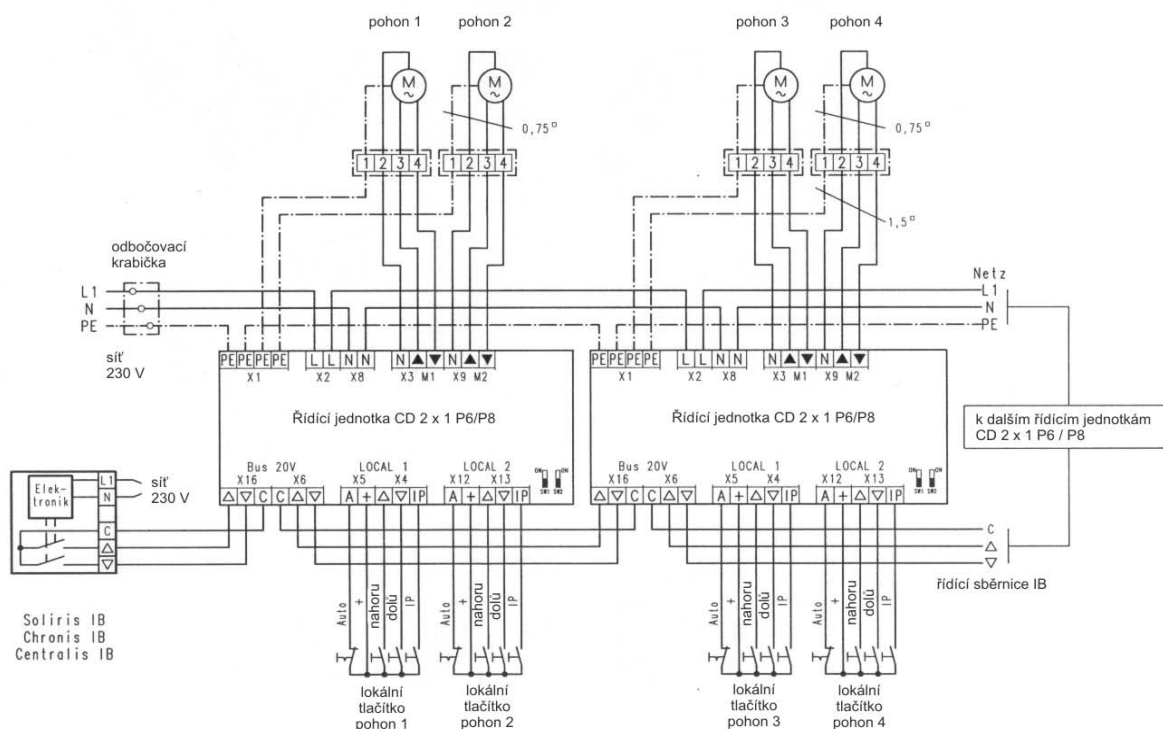 pohon 1 pohon 2 pohon 3 pohon 4
M ~ M ~ M ~ M ~
0,75□ 0,75□
1 2 3 4 1 2 3 4 1 2 3 4 1 2 3 4
1,5□
odbočovací
krabička
Netz
L1 L1
N N
PE PE
síť
230 V
PE PE PE PE L L N N N ▲ ▼ N ▲ ▼ PE PE PE PE L L N N N ▲ ▼ N ▲ ▼
X1 X2 X8 X3 M1 X9 M2 X1 X2 X8 X3 M1 X9 M2
Řídící jednotka CD 2 x 1 P6/P8 Řídící jednotka CD 2 x 1 P6/P8
k dalším řídícím jednotkám
CD 2 x 1 P6 / P8
Bus 20V LOCAL 1 LOCAL 2 Bus 20V LOCAL 1 LOCAL 2
X16 X6 X5 X4 X12 X13 ON ON X16 X6 X5 X4 X12 X13 ON ON
SW1 SW2 SW1 SW2
△ ▽ C C △ ▽ A + △ ▽ IP A + △ ▽ IP △ ▽ C C △ ▽ A + △ ▽ IP A + △ ▽ IP
Elek-
tronik
L1
N
síť
230 V
C
△
▽
C
△
▽
řídící sběrnice IB
Auto + nahoru dolů IP Auto + nahoru dolů IP Auto + nahoru dolů IP Auto + nahoru dolů IP
Soliris IB
Chronis IB
Centralis IB
lokální
tlačítko
pohon 1
lokální
tlačítko
pohon 2
lokální
tlačítko
pohon 3
lokální
tlačítko
pohon 4